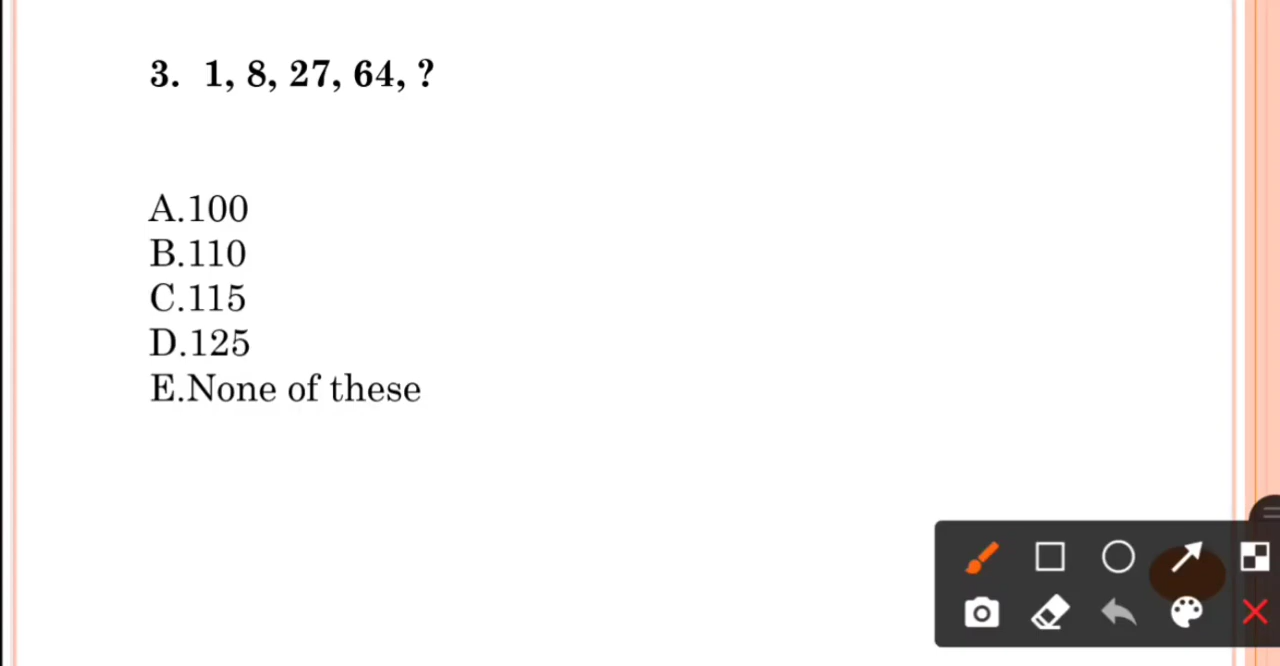 3. 1, 8, 27, 64, ?
A.100
B.110
C.115
D.125
E.None of these